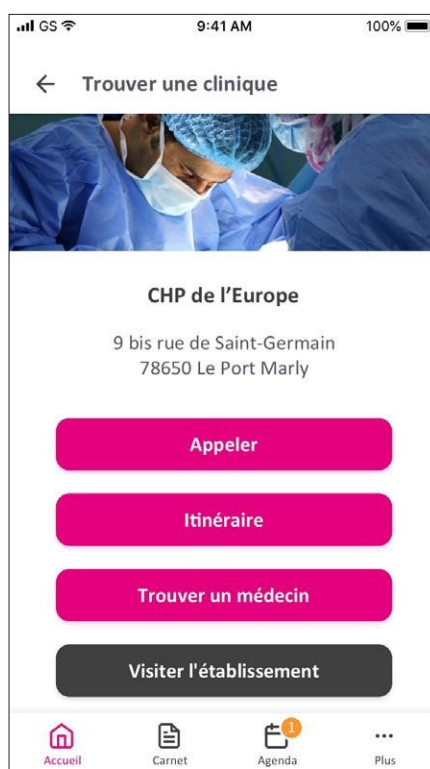 GS 9:41 AM 100%
Trouver une clinique
CHP de l’Europe
9 bis rue de Saint-Germain
78650 Le Port Marly
Appeler
Itinéraire
Trouver un médecin
Visiter l'établissement
1
Accueil Carnet Agenda Plus